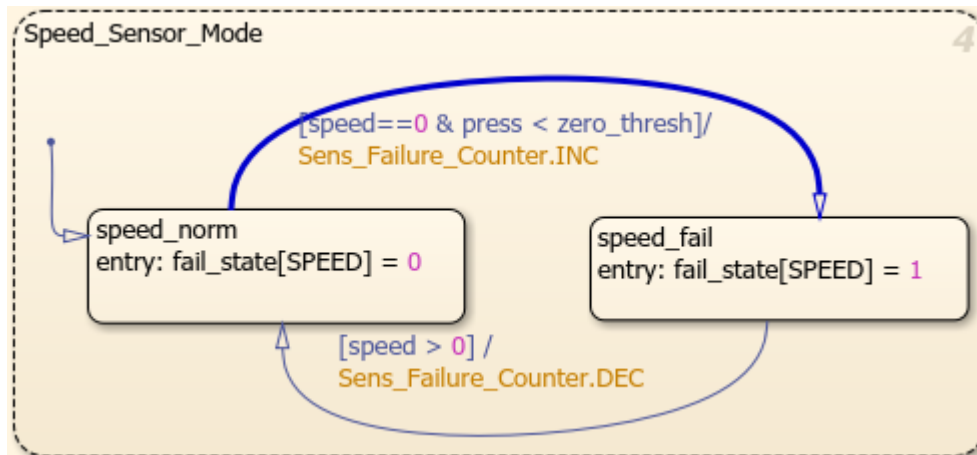 Speed_Sensor_Mode
4
[speed==0 & press < zero_thresh]/
Sens_Failure_Counter.INC
speed_norm
entry: fail_state[SPEED] = 0
speed_fail
entry: fail_state[SPEED] = 1
[speed > 0] /
Sens_Failure_Counter.DEC